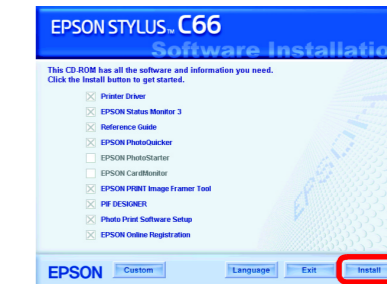 EPSON STYLUS™ C66
Software Installatio
This CD-ROM has all the software and information you need.
Click the Install button to get started.
Printer Driver
EPSON Status Monitor 3
Reference Guide
EPSON PhotoQuicker
EPSON PhotoStarter
EPSON CardMonitor
EPSON PRINT Image Framer Tool
PIF DESIGNER
Photo Print Software Setup
EPSON Online Registration
EPSON Custom Language Exit Install
EPSON